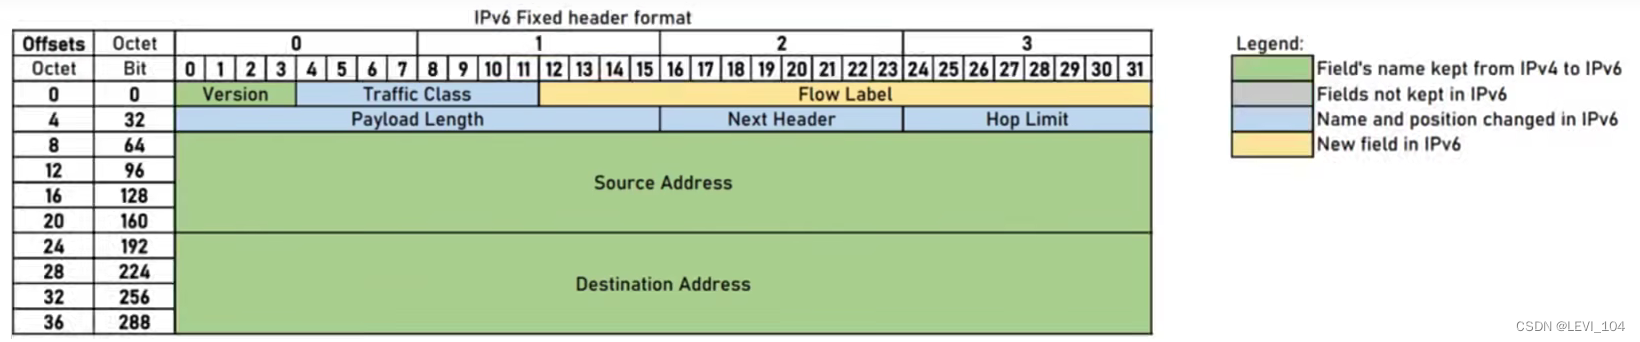 IPv6 Fixed header format
Offsets Octet 0 1 2 3
Octet Bit 0 1 2 3 4 5 6 7 8 9 10 11 12 13 14 15 16 17 18 19 20 21 22 23 24 25 26 27 28 29 30 31
0 0 Version Traffic Class Flow Label
4 32 Payload Length Next Header Hop Limit
8 64
12 96
Source Address
16 128
20 160
24 192
28 224
Destination Address
32 256
36 288
Legend:
Field's name kept from IPv4 to IPv6
Fields not kept in IPv6
Name and position changed in IPv6
New field in IPv6
CSDN @LEVI_104